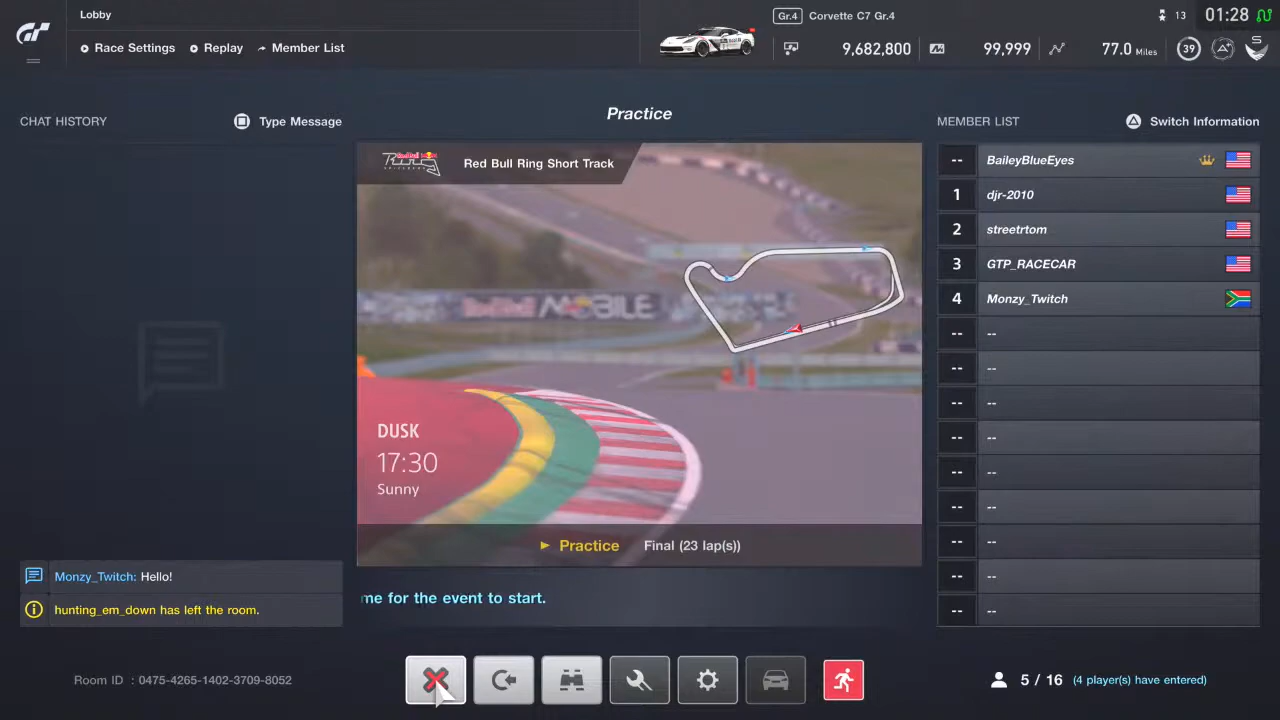 Lobby
Race Settings
Replay
Member List
Gr.4
Corvette C7 Gr.4
9,682,800
99,999
77.0 Miles
13
01:28
39
S
CHAT HISTORY
Type Message
Monzy_Twitch: Hello!
hunting_em_down has left the room.
Practice
Red Bull Ring Short Track
Red Bull MOBILE
DUSK
17:30
Sunny
Practice
Final (23 lap(s))
me for the event to start.
MEMBER LIST
Switch Information
-- BaileyBlueEyes
1 djr-2010
2 streetrtom
3 GTP_RACECAR
4 Monzy_Twitch
-- --
-- --
-- --
-- --
-- --
-- --
-- --
-- --
-- --
Room ID : 0475-4265-1402-3709-8052
5 / 16
(4 player(s) have entered)